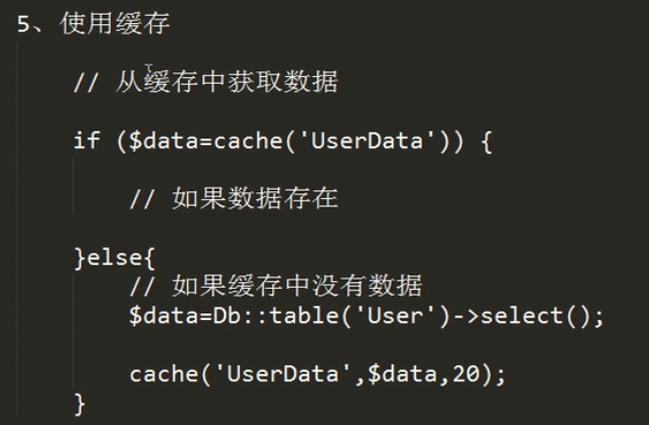 5、使用缓存
// 从缓存中获取数据
if ($data=cache('UserData')) {
// 如果数据存在
}else{
// 如果缓存中没有数据
$data=Db::table('User')->select();
cache('UserData',$data,20);
}